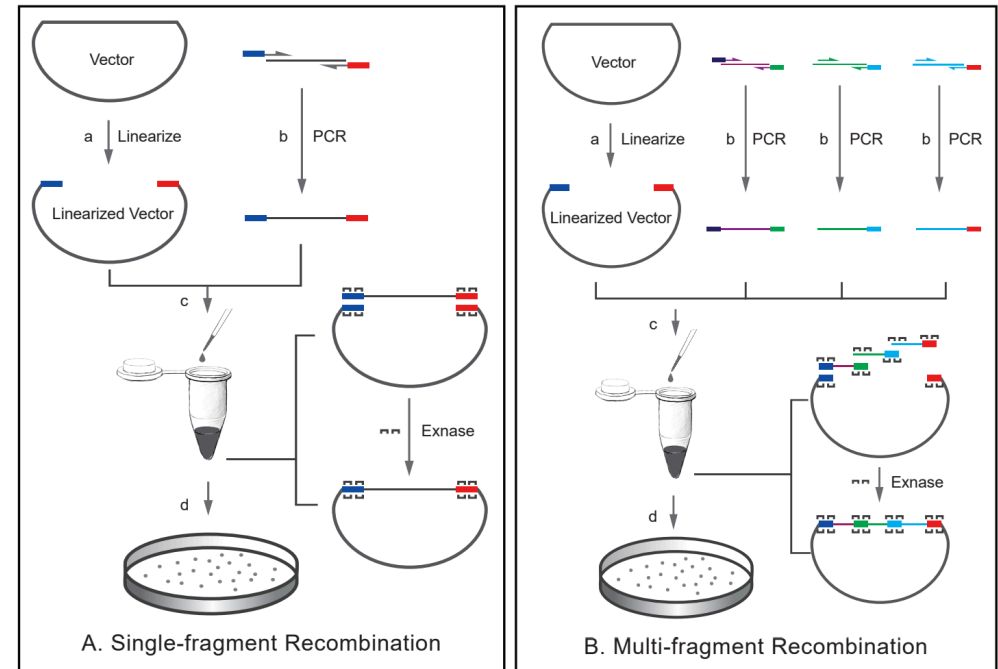 Vector
a Linearize
b PCR
Linearized Vector
c
Exnase
d
A. Single-fragment Recombination
Vector
a Linearize
b PCR
b PCR
b PCR
Linearized Vector
c
Exnase
d
B. Multi-fragment Recombination